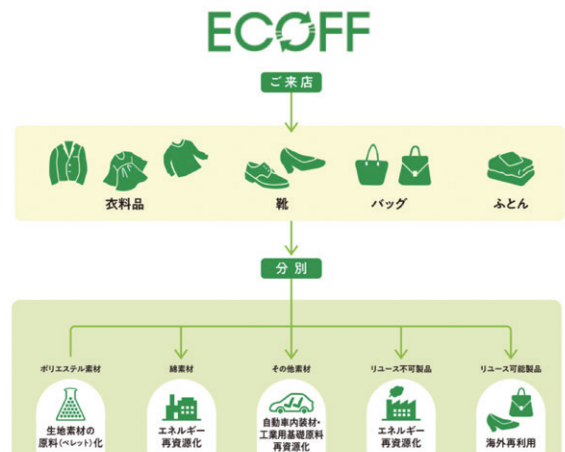 ECOFF
ご来店
衣料品
靴
バッグ
ふとん
分別
ポリエステル素材
綿素材
その他素材
リユース不可製品
リユース可能製品
生地素材の
原料(ペレット)化
エネルギー
再資源化
自動車内装材・
工業用基礎原料
再資源化
エネルギー
再資源化
海外再利用